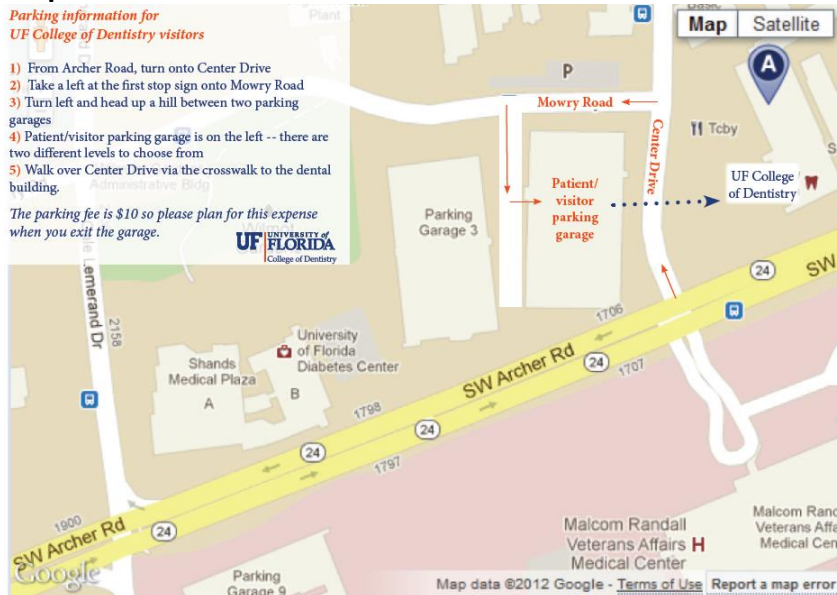 Parking information for
UF College of Dentistry visitors
1) From Archer Road, turn onto Center Drive
2) Take a left at the first stop sign onto Mowry Road
3) Turn left and head up a hill between two parking
garages
4) Patient/visitor parking garage is on the left -- there are
two different levels to choose from
5) Walk over Center Drive via the crosswalk to the dental
building.
The parking fee is $10 so please plan for this expense
when you exit the garage.
UF UNIVERSITY of
FLORIDA
College of Dentistry
Plant
Administrative Bldg
Map
Satellite
A
P
Mowry Road
Center Drive
Tcby
UF College
of Dentistry
Patient/
visitor
parking
garage
Parking
Garage 3
Lemerand Dr
2158
University
of Florida
Diabetes Center
Shands
Medical Plaza
A
B
24
SW
1706
SW Archer Rd
24
1707
1798
24
24
1797
1900
SW Archer Rd
24
Google
Parking
Garage 9
Malcom Randall
Veterans Affairs H
Medical Center
Malcom Rand
Veterans Affa
Medical Cen
Map data ©2012 Google - Terms of Use
Report a map error